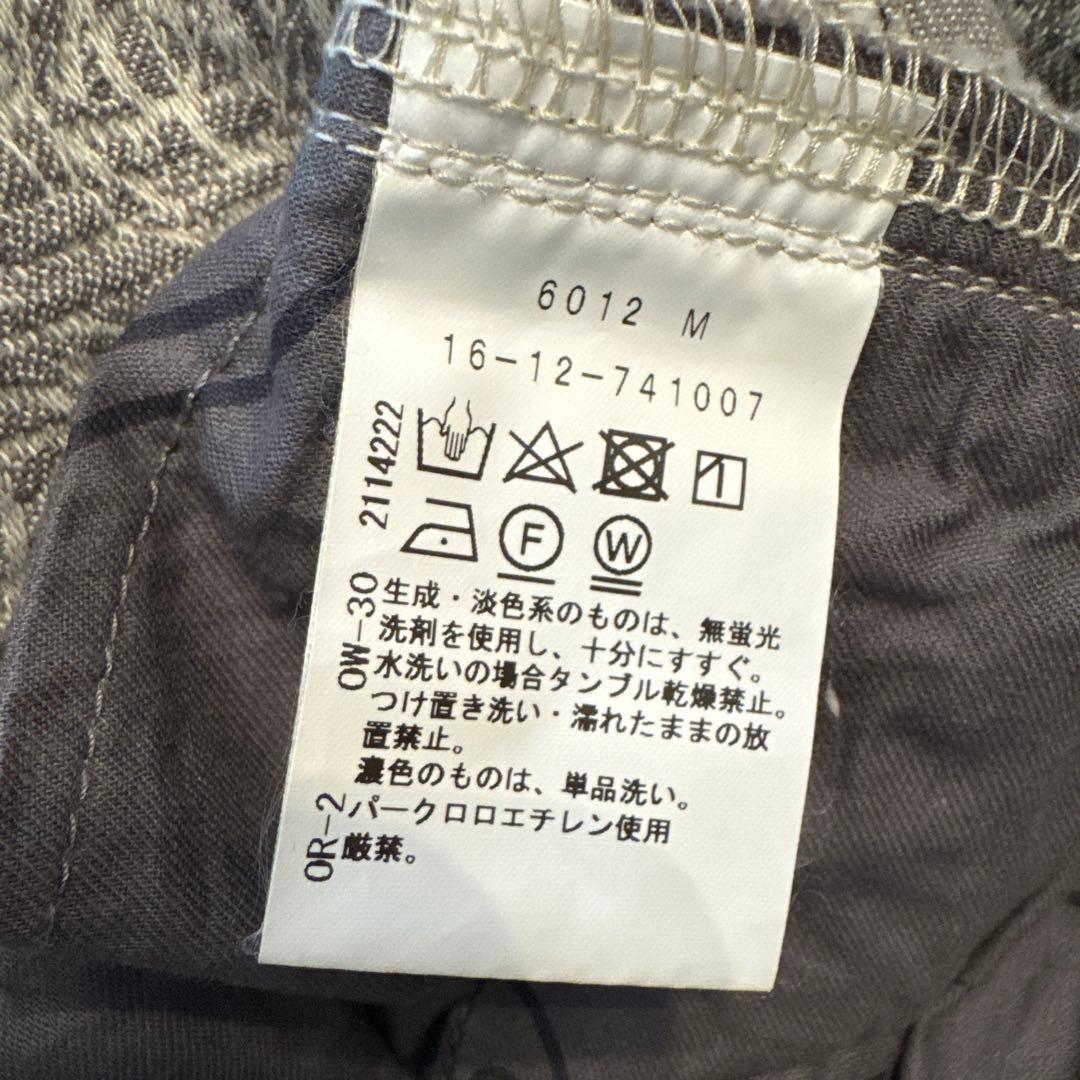 6012 M
16-12-741007
2114222
F
W
OW-30
生成・淡色系のものは、無蛍光
洗剤を使用し、十分にすすぐ。
水洗いの場合タンブル乾燥禁止。
つけ置き洗い・濡れたままの放
置禁止。
濃色のものは、単品洗い。
パークロロエチレン使用
厳禁。
OR-2